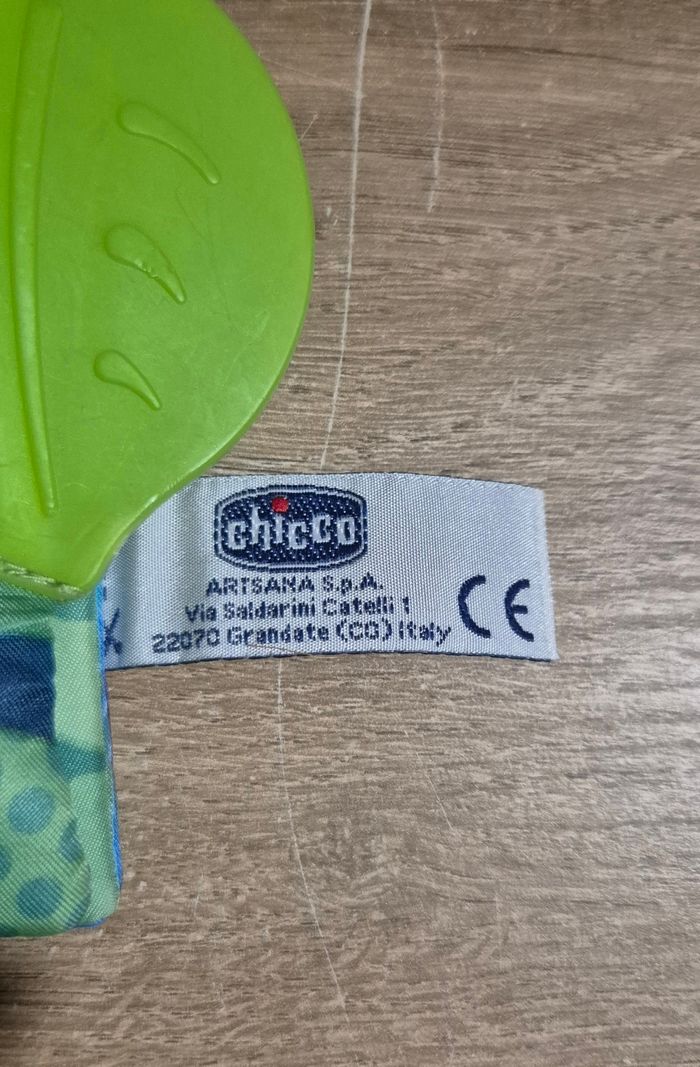 chicco
ARTSANA S.p.A.
Via Saldarini Catelli 1
22070 Grandate (CO) Italy
CE